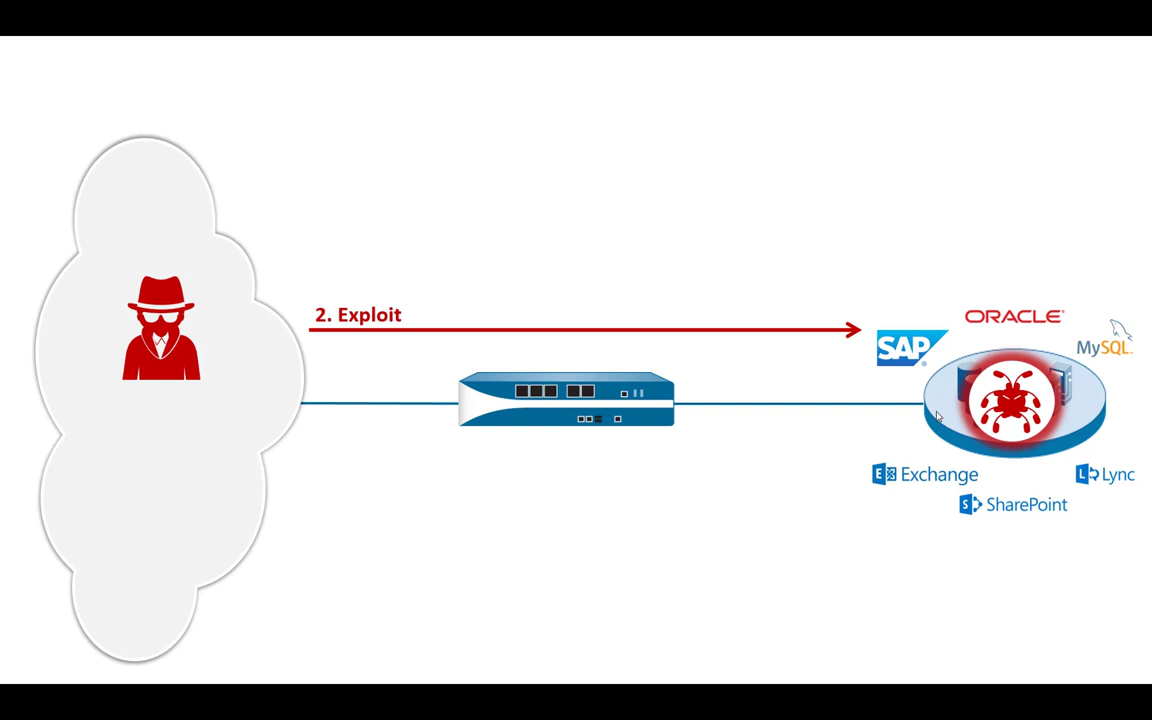 2. Exploit
ORACLE®
SAP®
MySQL.
E Exchange
L Lync
S SharePoint